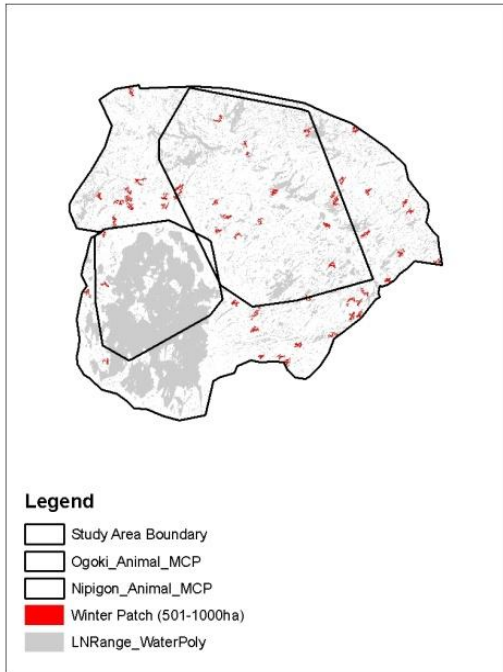 Legend
Study Area Boundary
Ogoki_Animal_MCP
Nipigon_Animal_MCP
Winter Patch (501-1000ha)
LNRange_WaterPoly